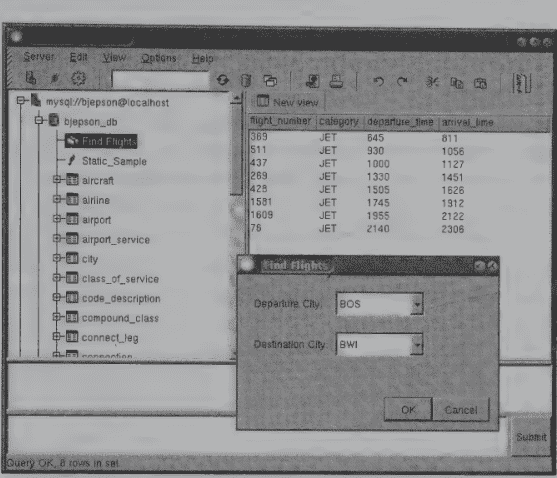 Server Edit View Options Help
mysql://bjepson@localhost
bjepson_db
Find Flights
Static_Sample
aircraft
airline
airport
airport_service
city
class_of_service
code_description
compound_class
connect_leg
connection
New view
flight_number category departure_time arrival_time
389 JET 645 811
511 JET 930 1056
437 JET 1000 1127
269 JET 1330 1451
428 JET 1505 1626
1581 JET 1745 1912
1609 JET 1955 2122
76 JET 2140 2306
Find Flights
Departure City: BOS
Destination City: BWI
OK Cancel
Submit
Query OK, 8 rows in set